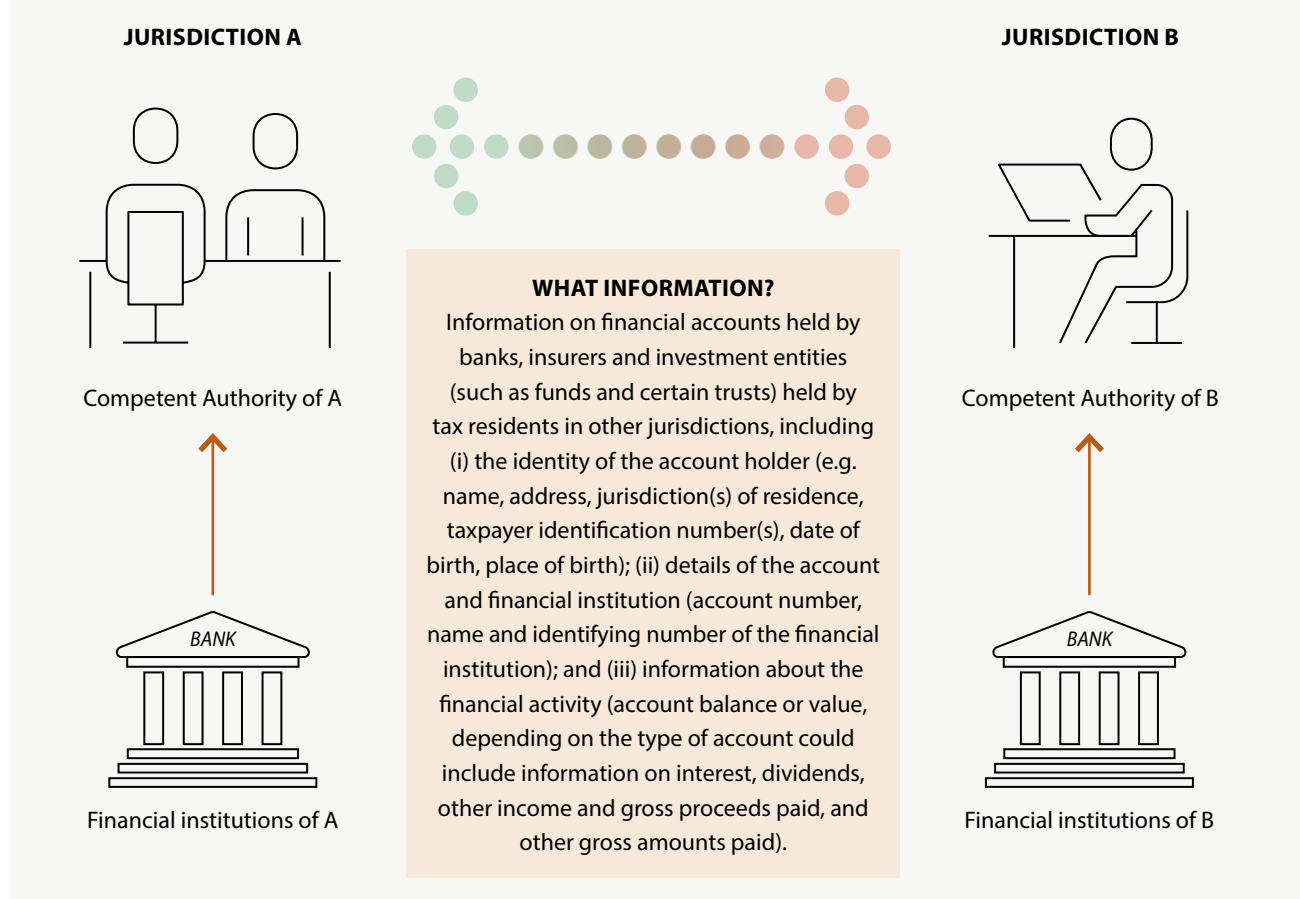 JURISDICTION A
JURISDICTION B
Competent Authority of A
Competent Authority of B
WHAT INFORMATION?
Information on financial accounts held by
banks, insurers and investment entities
(such as funds and certain trusts) held by
tax residents in other jurisdictions, including
(i) the identity of the account holder (e.g.
name, address, jurisdiction(s) of residence,
taxpayer identification number(s), date of
birth, place of birth); (ii) details of the account
and financial institution (account number,
name and identifying number of the financial
institution); and (iii) information about the
financial activity (account balance or value,
depending on the type of account could
include information on interest, dividends,
other income and gross proceeds paid, and
other gross amounts paid).
BANK
BANK
Financial institutions of A
Financial institutions of B